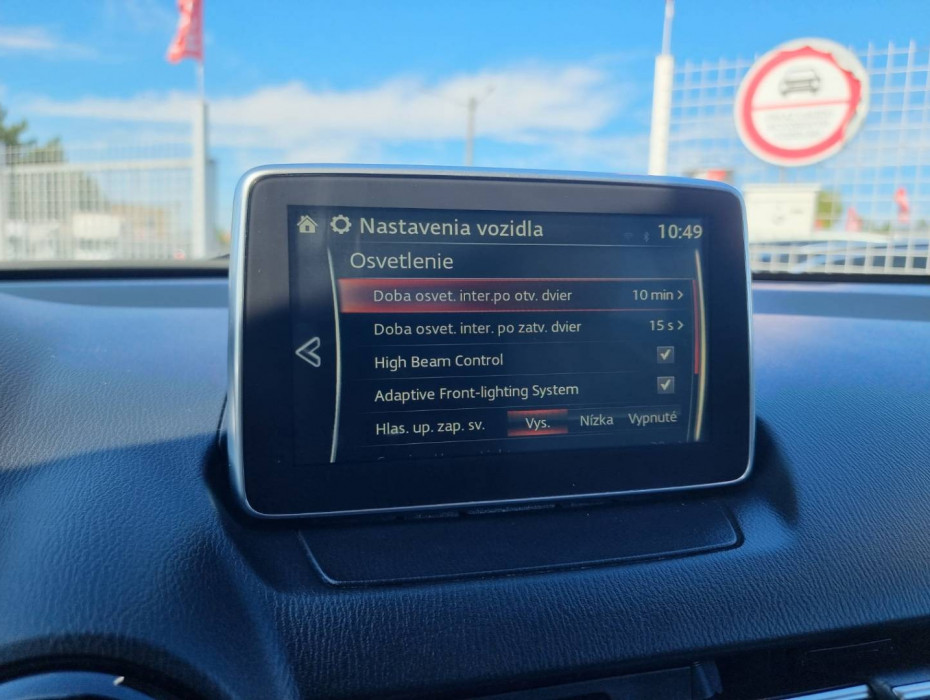 Nastavenia vozidla 10:49
Osvetlenie
Doba osvet. inter.po otv. dvier 10 min
Doba osvet. inter. po zatv. dvier 15 s
High Beam Control
Adaptive Front-lighting System
Hlas. up. zap. sv. Vys. Nízka Vypnuté